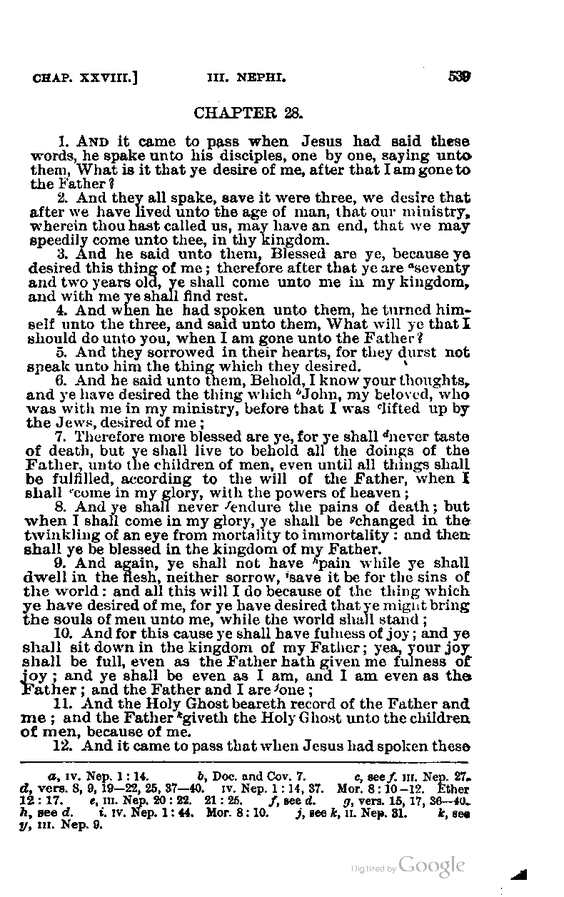 CHAP. XXVIII.] III. NEPHI. 539
CHAPTER 28.
1. AND it came to pass when Jesus had said these
words, he spake unto his disciples, one by one, saying unto
them, What is it that ye desire of me, after that I am gone to
the Father?
2. And they all spake, save it were three, we desire that
after we have lived unto the age of man, that our ministry,
wherein thou hast called us, may have an end, that we may
speedily come unto thee, in thy kingdom.
3. And he said unto them, Blessed are ye, because ye
desired this thing of me; therefore after that ye are ᵃseventy
and two years old, ye shall come unto me in my kingdom,
and with me ye shall find rest.
4. And when he had spoken unto them, he turned him-
self unto the three, and said unto them, What will ye that I
should do unto you, when I am gone unto the Father?
5. And they sorrowed in their hearts, for they durst not
speak unto him the thing which they desired.
6. And he said unto them, Behold, I know your thoughts,
and ye have desired the thing which ᵇJohn, my beloved, who
was with me in my ministry, before that I was ᶜlifted up by
the Jews, desired of me;
7. Therefore more blessed are ye, for ye shall ᵈnever taste
of death, but ye shall live to behold all the doings of the
Father, unto the children of men, even until all things shall
be fulfilled, according to the will of the Father, when I
shall ᵉcome in my glory, with the powers of heaven;
8. And ye shall never ᶠendure the pains of death; but
when I shall come in my glory, ye shall be ᵍchanged in the
twinkling of an eye from mortality to immortality: and then
shall ye be blessed in the kingdom of my Father.
9. And again, ye shall not have ʰpain while ye shall
dwell in the flesh, neither sorrow, ⁱsave it be for the sins of
the world: and all this will I do because of the thing which
ye have desired of me, for ye have desired that ye might bring
the souls of men unto me, while the world shall stand;
10. And for this cause ye shall have fulness of joy; and ye
shall sit down in the kingdom of my Father; yea, your joy
shall be full, even as the Father hath given me fulness of
joy; and ye shall be even as I am, and I am even as the
Father; and the Father and I are ʲone;
11. And the Holy Ghost beareth record of the Father and
me; and the Father ᵏgiveth the Holy Ghost unto the children
of men, because of me.
12. And it came to pass that when Jesus had spoken these
a, IV. Nep. 1: 14. b, Doc. and Cov. 7. c, see f. III. Nep. 27.
d, vers. 8, 9, 19—22, 25, 37—40. IV. Nep. 1: 14, 37. Mor. 8: 10—12. Ether
12: 17. e, III. Nep. 20: 22. 21: 25. f, see d. g, vers. 15, 17, 36—40.
h, see d. i. IV. Nep. 1: 44. Mor. 8: 10. j, see k, II. Nep. 31. k, see
y, III. Nep. 9.
Digitized by Google